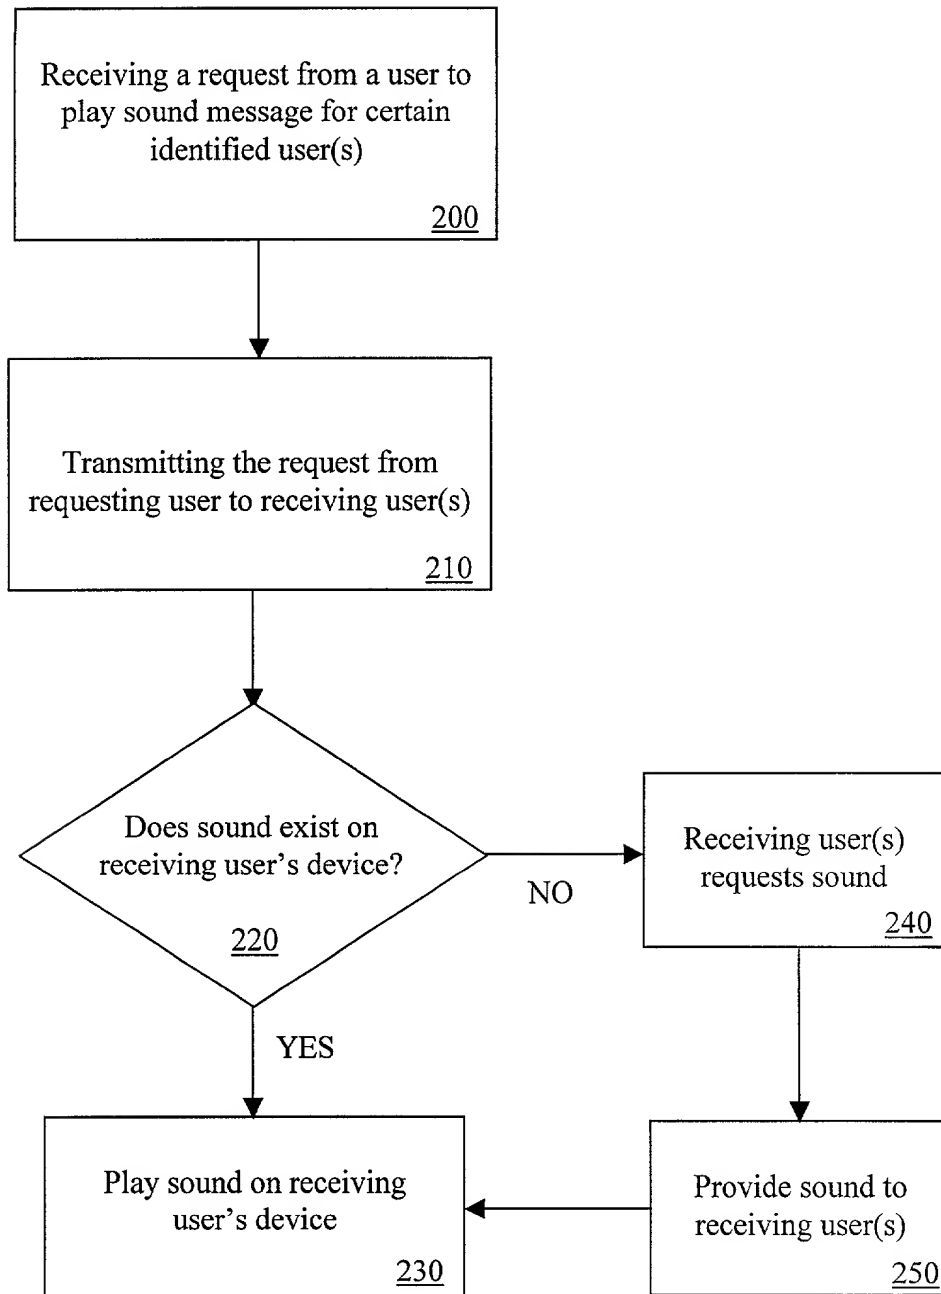 Receiving a request from a user to
play sound message for certain
identified user(s)
200
Transmitting the request from
requesting user to receiving user(s)
210
Does sound exist on
receiving user's device?
220
NO
Receiving user(s)
requests sound
240
YES
Play sound on receiving
user's device
230
Provide sound to
receiving user(s)
250